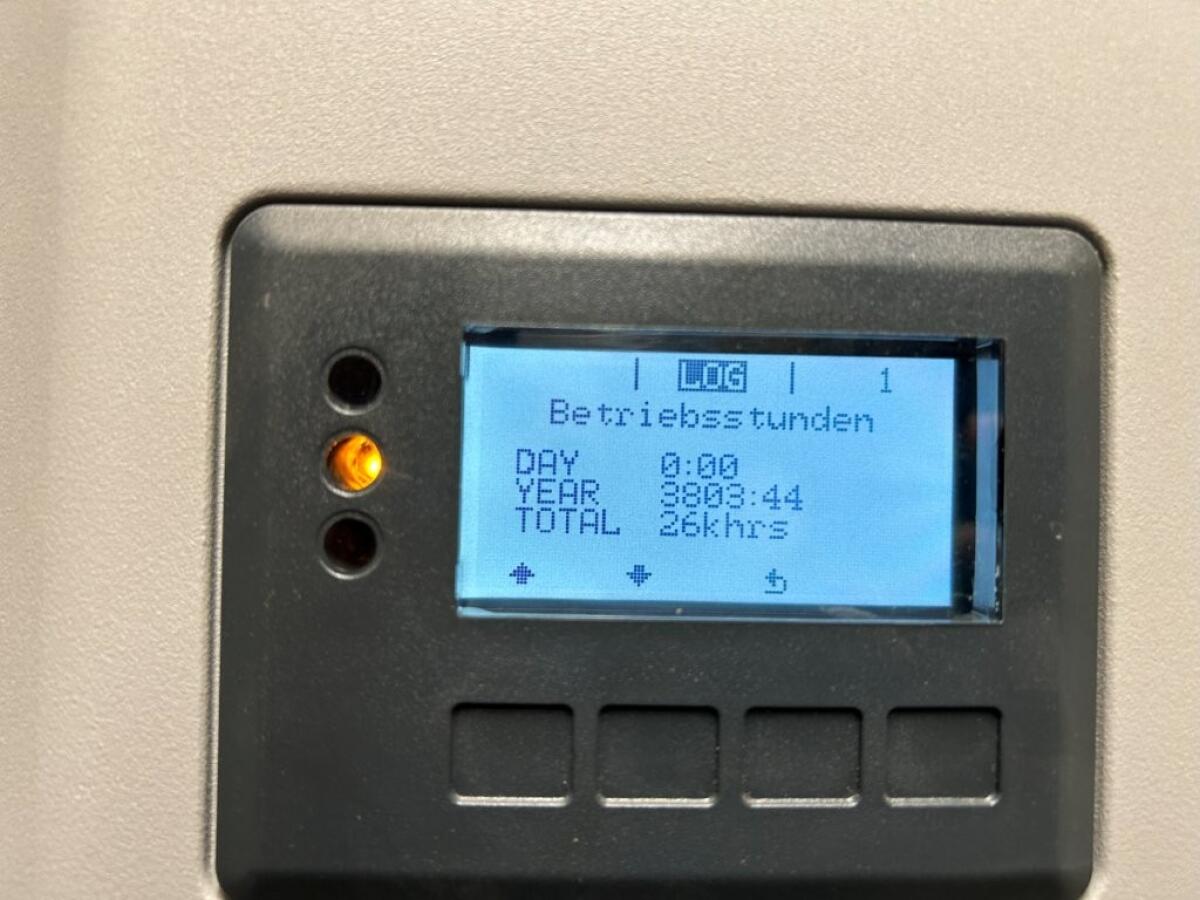 | LOG | 1
Betriebsstunden
DAY 0:00
YEAR 3803:44
TOTAL 26khrs